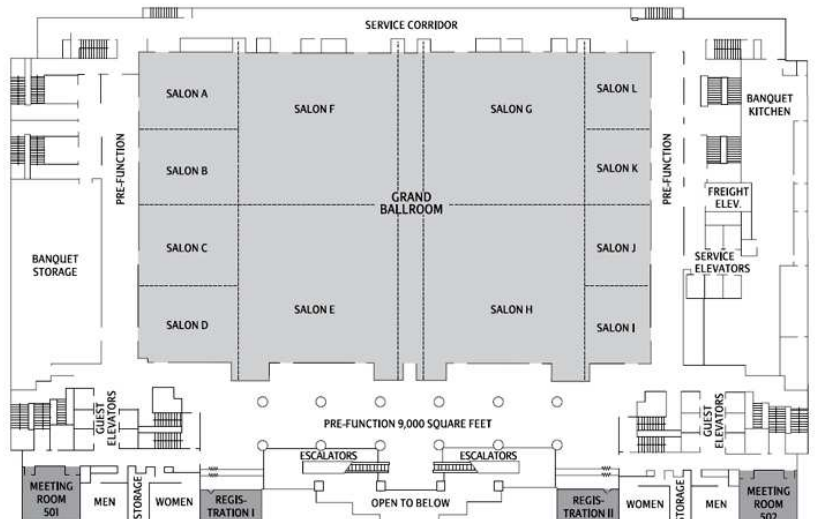 SERVICE CORRIDOR
SALON A
SALON F
SALON G
SALON L
BANQUET
KITCHEN
PRE-FUNCTION
SALON B
SALON K
PRE-FUNCTION
GRAND
BALLROOM
FREIGHT
ELEV.
BANQUET
STORAGE
SALON C
SALON J
SERVICE
ELEVATORS
SALON D
SALON E
SALON H
SALON I
GUEST
ELEVATORS
PRE-FUNCTION 9,000 SQUARE FEET
GUEST
ELEVATORS
ESCALATORS
ESCALATORS
MEETING
ROOM
501
MEN
STORAGE
WOMEN
REGIS-
TRATION I
OPEN TO BELOW
REGIS-
TRATION II
WOMEN
STORAGE
MEN
MEETING
ROOM
502